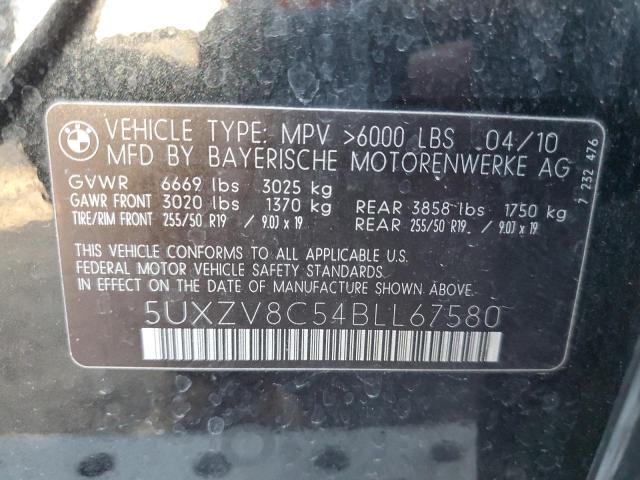 BMW
VEHICLE TYPE: MPV >6000 LBS 04/10
MFD BY BAYERISCHE MOTORENWERKE AG
GVWR 6669 lbs 3025 kg
GAWR FRONT 3020 lbs 1370 kg REAR 3858 lbs 1750 kg
TIRE/RIM FRONT 255/50 R19 / 9.0J x 19 REAR 255/50 R19 / 9.0J x 19
THIS VEHICLE CONFORMS TO ALL APPLICABLE U.S.
FEDERAL MOTOR VEHICLE SAFETY STANDARDS
IN EFFECT ON THE DATE OF MANUFACTURE SHOWN ABOVE.
5UXZV8C54BLL67580
7 232 476